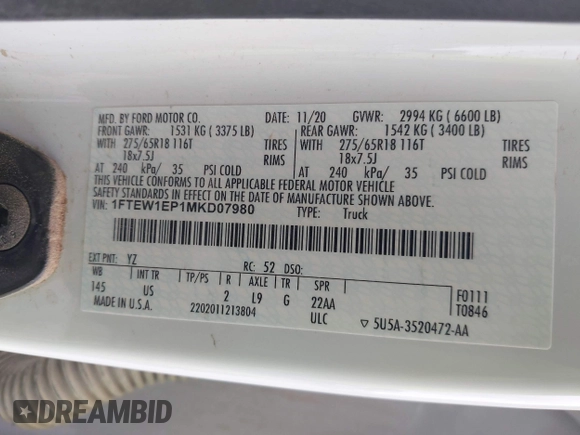 MFD. BY FORD MOTOR CO. DATE: 11/20 GVWR: 2994 KG ( 6600 LB)
FRONT GAWR: 1531 KG ( 3375 LB) REAR GAWR: 1542 KG ( 3400 LB)
WITH 275/65R18 116T TIRES WITH 275/65R18 116T TIRES
18x7.5J RIMS 18x7.5J RIMS
AT 240 kPa/ 35 PSI COLD AT 240 kPa/ 35 PSI COLD
THIS VEHICLE CONFORMS TO ALL APPLICABLE FEDERAL MOTOR VEHICLE
SAFETY STANDARDS IN EFFECT ON THE DATE OF MANUFACTURE SHOWN ABOVE.
VIN: 1FTEW1EP1MKD07980 TYPE: Truck
EXT PNT: YZ RC: 52 DSO:
WB INT TR TP/PS R AXLE TR SPR
145 US 2 L9 G 22AA F0111
MADE IN U.S.A. 2202011213804 ULC T0846
▽ 5U5A-3520472-AA
DREAMBID